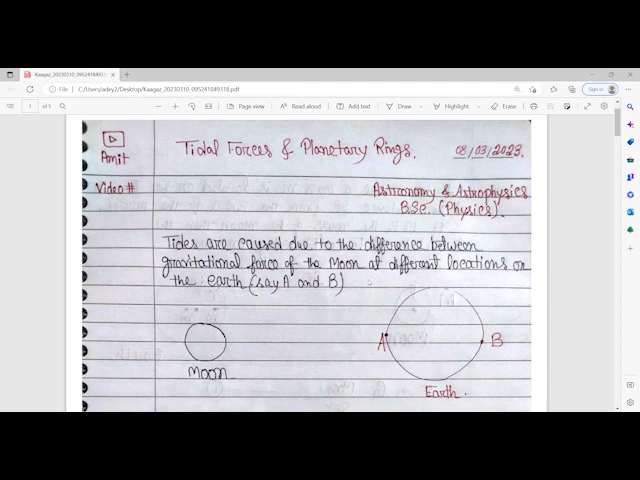 Kaagaz_20230310_095241849318.p
File
C:/Users/adey2/Desktop/Kaagaz_20230310_095241849318.pdf
Sign in
1 of 5
Page view
Read aloud
Add text
Draw
Highlight
Erase
Amit
Tidal Forces & Planetary Rings.
08/03/2023.
Video #
Astronomy & Astrophysics
B.Sc. (Physics).
Tides are caused due to the difference between
gravitational force of the Moon at different locations on
the earth (say A and B)
A
B
Moon
Earth.